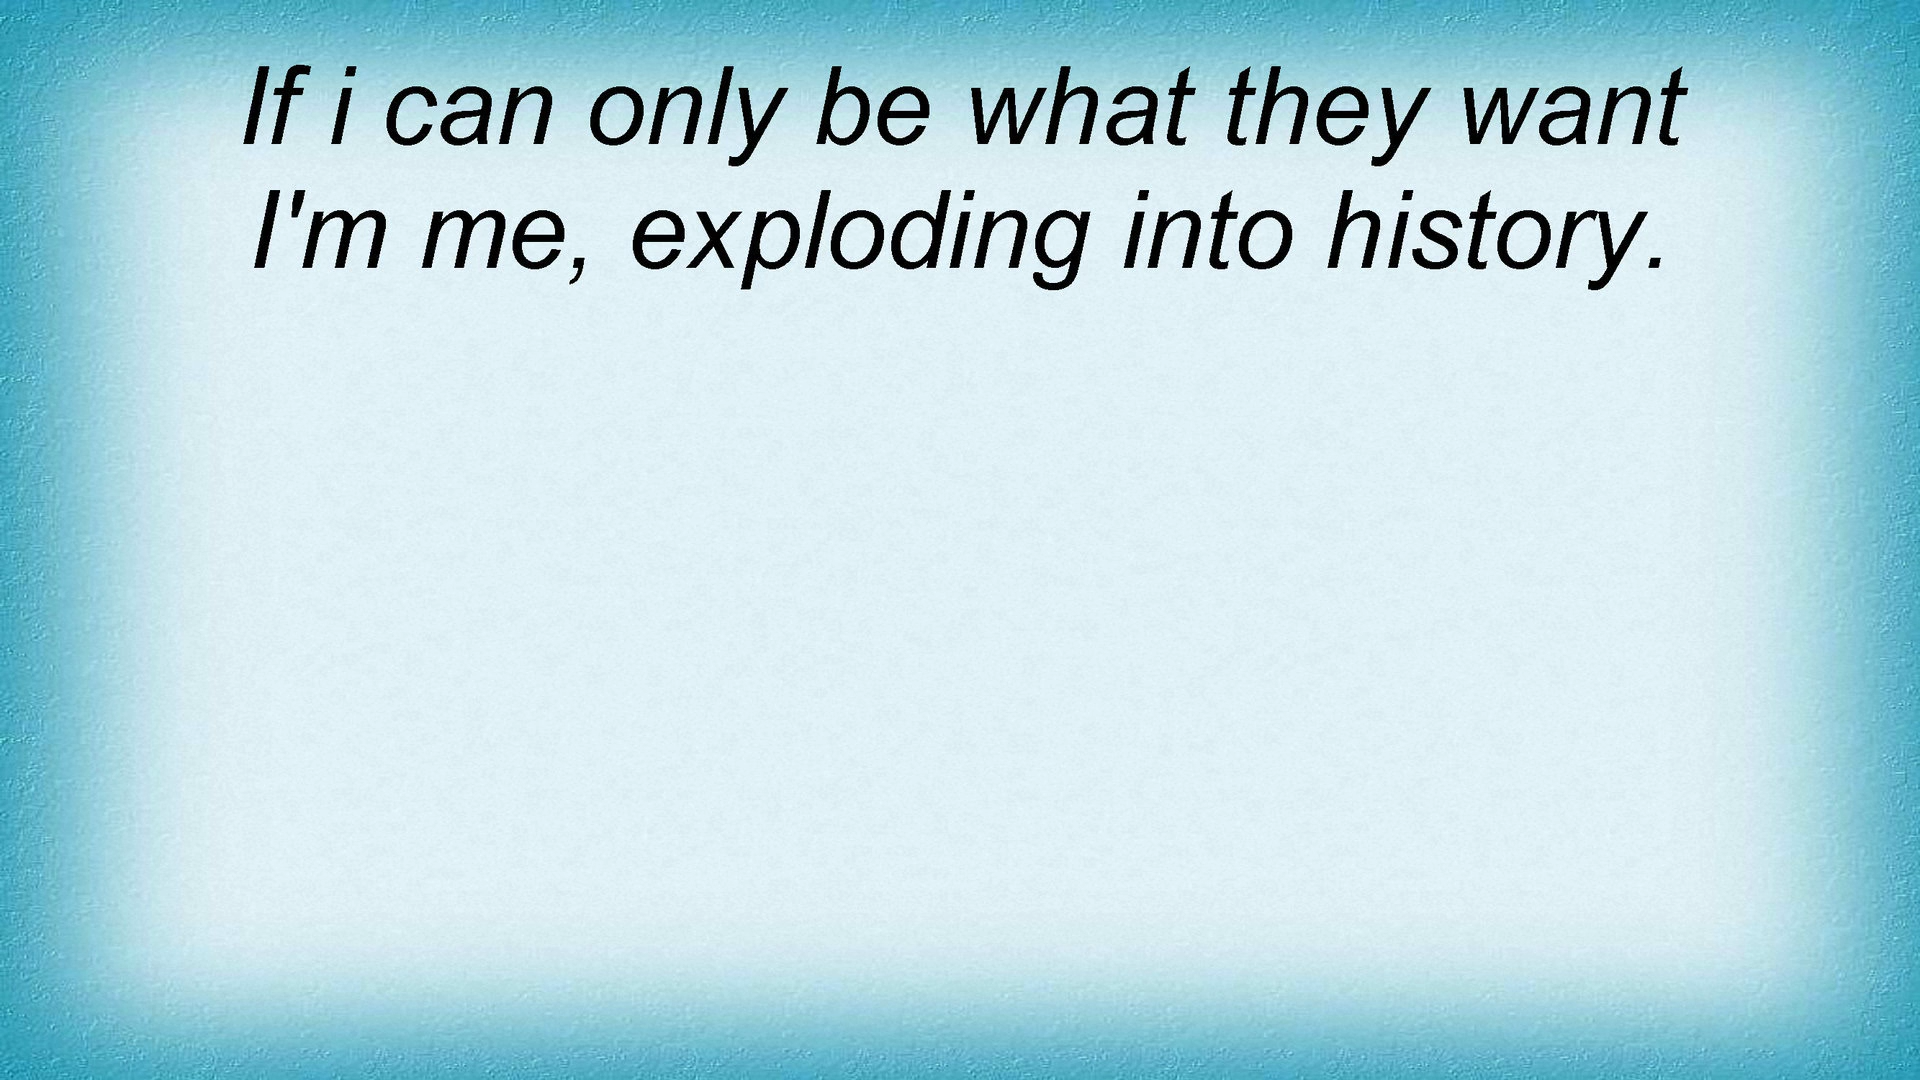 If i can only be what they want
I'm me, exploding into history.